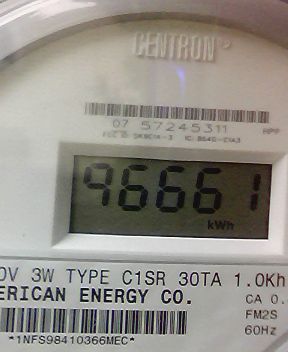 CENTRON
07 57245311
96661
kWh
0V 3W TYPE C1SR 30TA 1.0Kh
ERICAN ENERGY CO.
CA 0.
FM2S
60Hz
*1NFS98410366MEC*